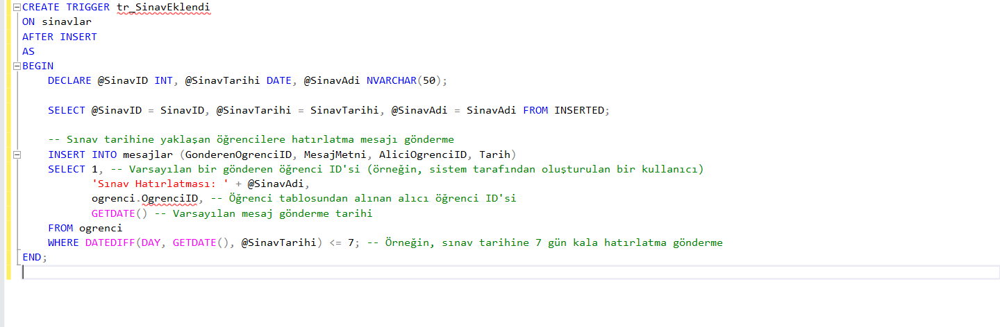 CREATE TRIGGER tr_SinavEklendi
ON sinavlar
AFTER INSERT
AS
BEGIN
    DECLARE @SinavID INT, @SinavTarihi DATE, @SinavAdi NVARCHAR(50);
    SELECT @SinavID = SinavID, @SinavTarihi = SinavTarihi, @SinavAdi = SinavAdi FROM INSERTED;
    -- Sınav tarihine yaklaşan öğrencilere hatırlatma mesajı gönderme
    INSERT INTO mesajlar (GonderenOgrenciID, MesajMetni, AliciOgrenciID, Tarih)
    SELECT 1, -- Varsayılan bir gönderen öğrenci ID'si (örneğin, sistem tarafından oluşturulan bir kullanıcı)
           'Sınav Hatırlatması: ' + @SinavAdi,
           ogrenci.OgrenciID, -- Öğrenci tablosundan alınan alıcı öğrenci ID'si
           GETDATE() -- Varsayılan mesaj gönderme tarihi
    FROM ogrenci
    WHERE DATEDIFF(DAY, GETDATE(), @SinavTarihi) <= 7; -- Örneğin, sınav tarihine 7 gün kala hatırlatma gönderme
END;